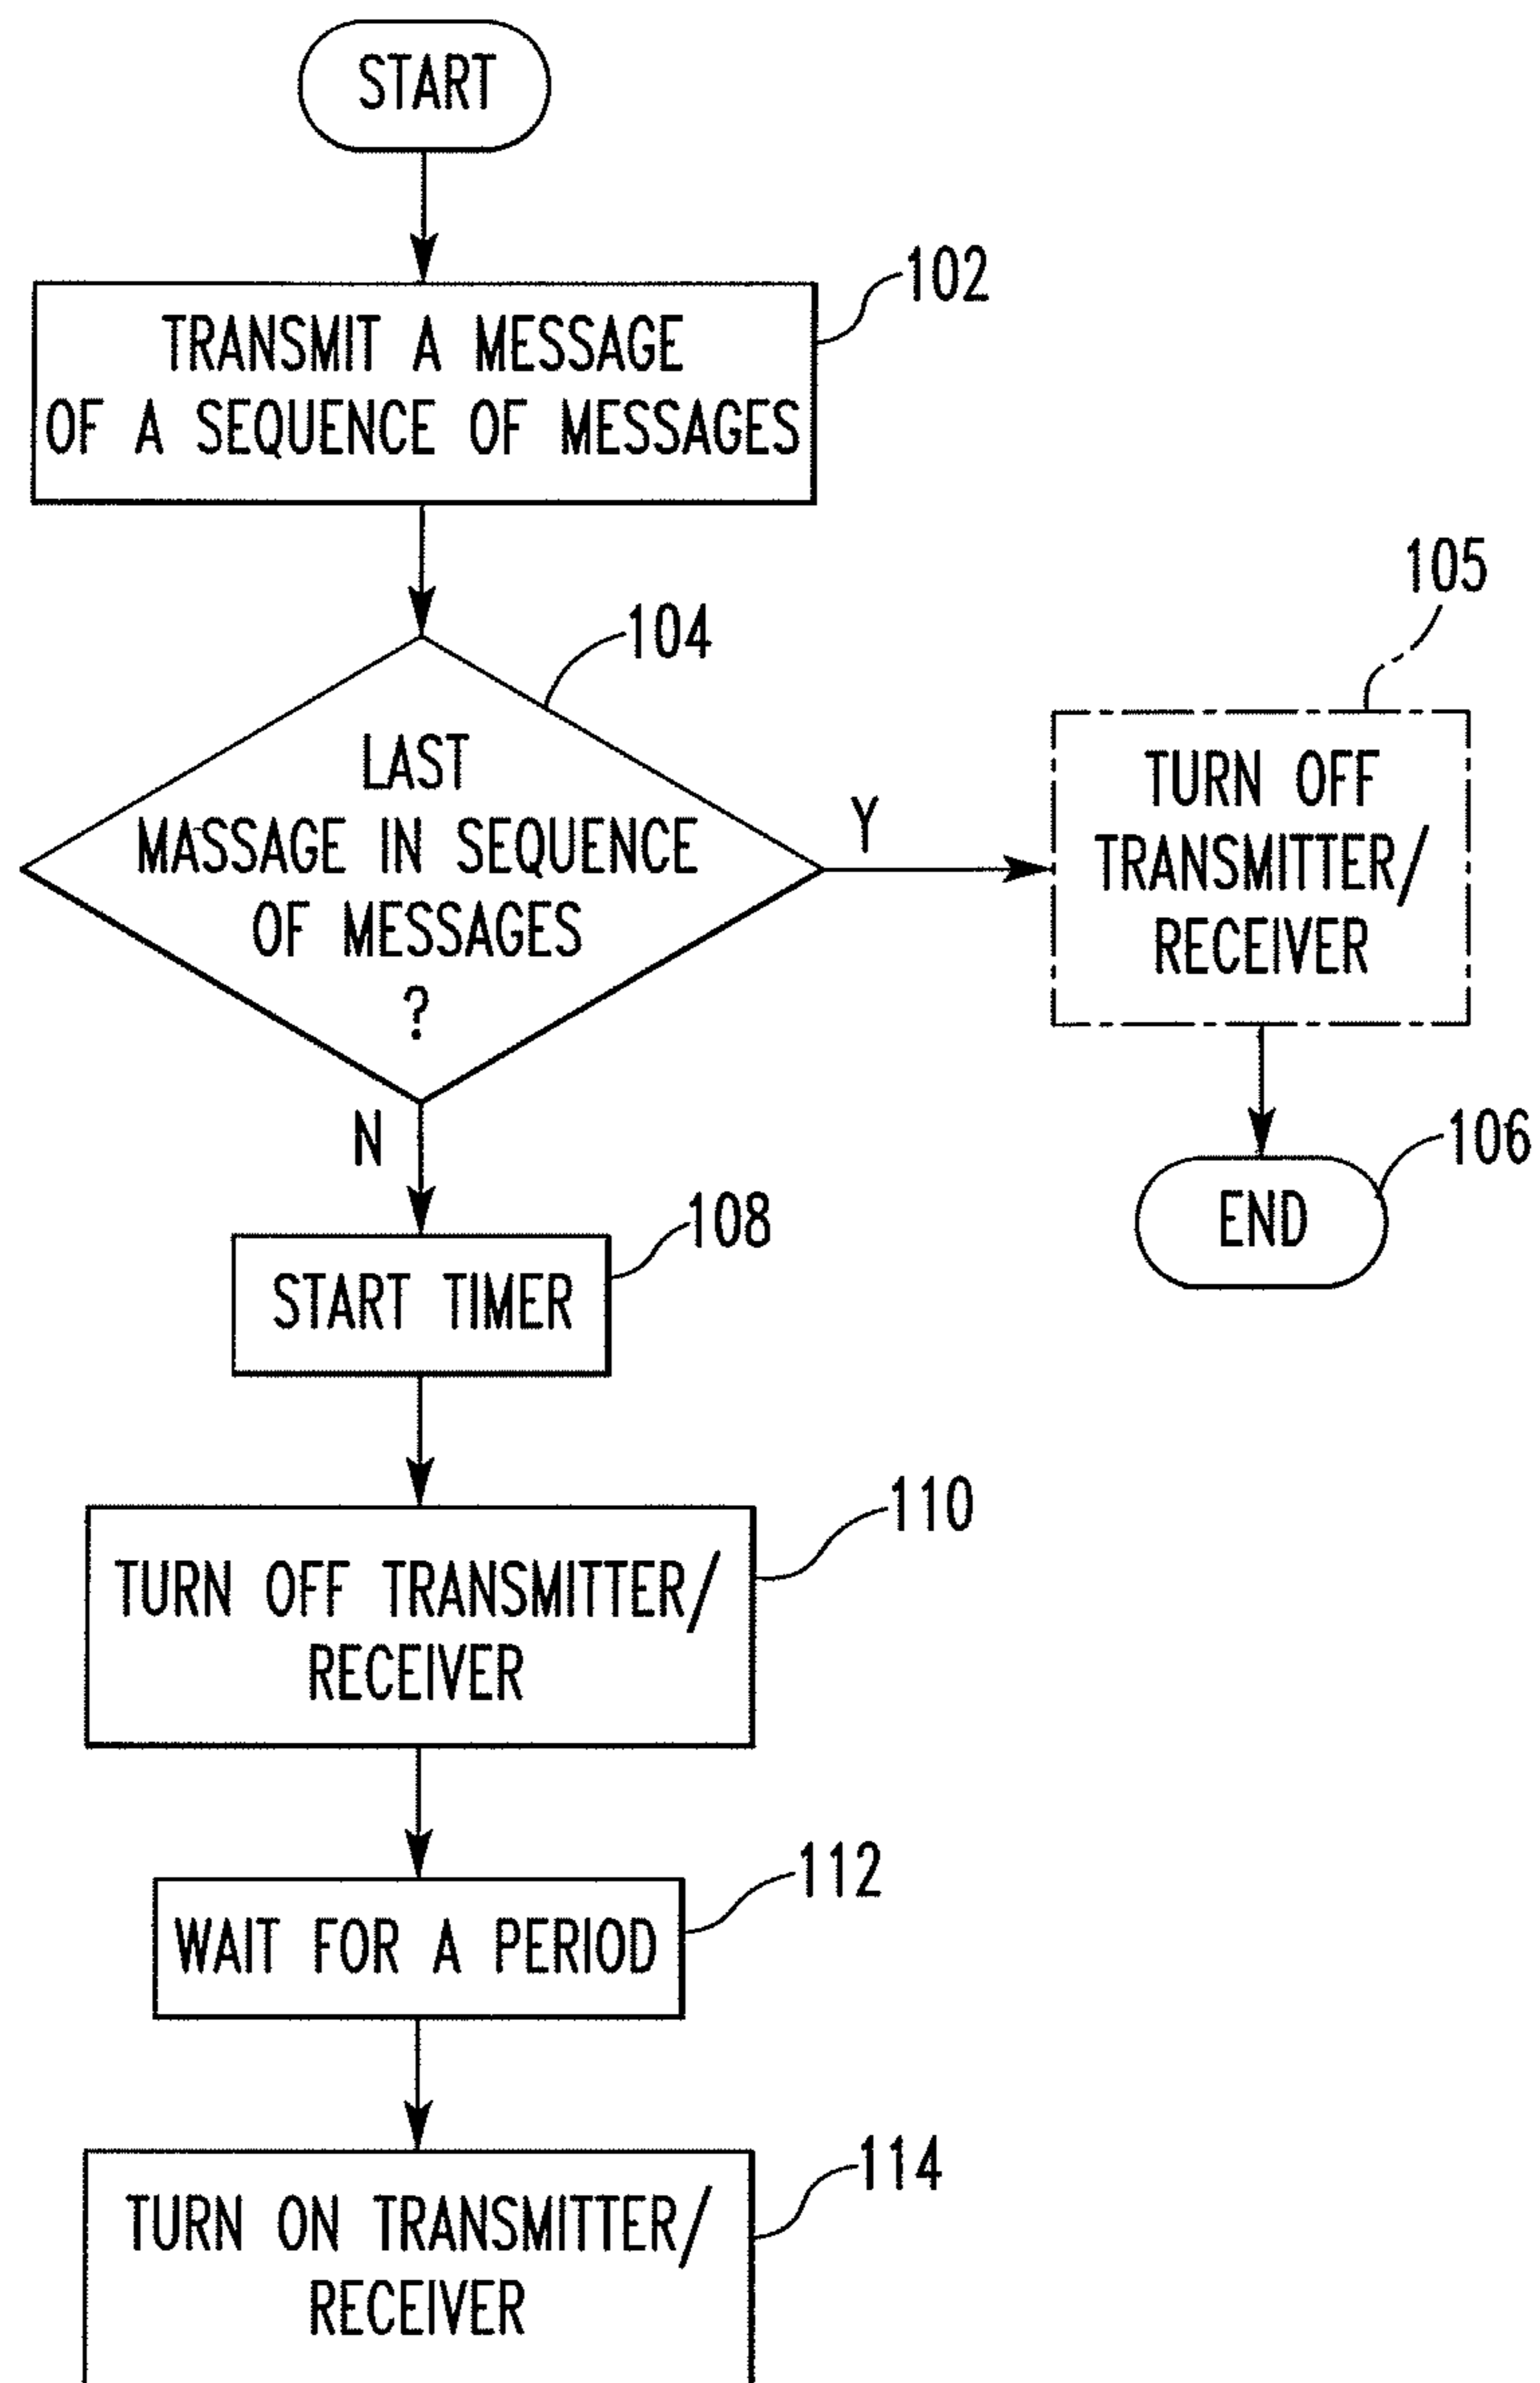 START
102
TRANSMIT A MESSAGE
OF A SEQUENCE OF MESSAGES
104
LAST
MASSAGE IN SEQUENCE
OF MESSAGES
?
Y
105
TURN OFF
TRANSMITTER/
RECEIVER
106
END
N
108
START TIMER
110
TURN OFF TRANSMITTER/
RECEIVER
112
WAIT FOR A PERIOD
114
TURN ON TRANSMITTER/
RECEIVER